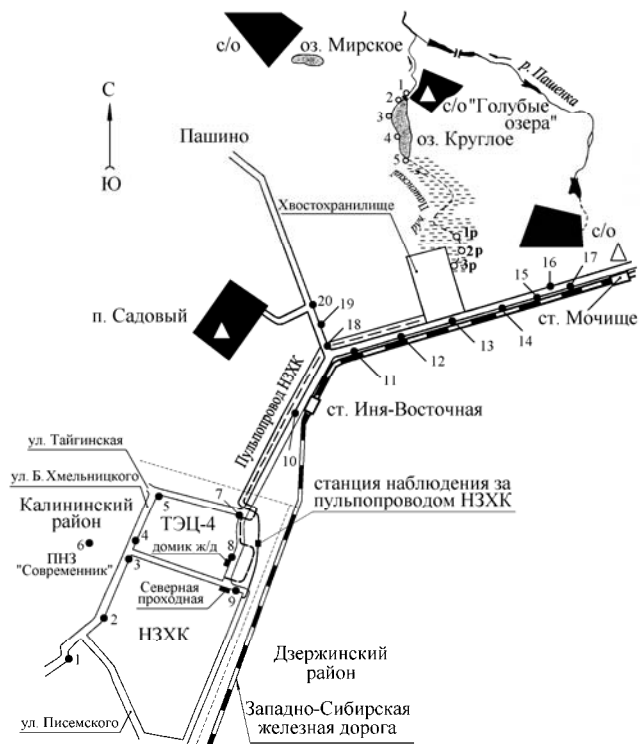 с/о
оз. Мирское
р. Пашенка
С
Ю
1
2
3
4
5
с/о "Голубые
озера"
оз. Круглое
Пашино
Хвостохранилище
руч. Пашенский
1р
2р
3р
с/о
20
19
18
п. Садовый
15
16
17
ст. Мочище
14
13
12
11
Пульпопровод НЗХК
ст. Иня-Восточная
10
ул. Тайгинская
ул. Б. Хмельницкого
Калининский
район
станция наблюдения за
пульпопроводом НЗХК
7
5
ТЭЦ-4
6
4
ПНЗ
"Современник"
домик ж/д
8
3
Северная
проходная
9
2
НЗХК
1
Дзержинский
район
ул. Писемского
Западно-Сибирская
железная дорога